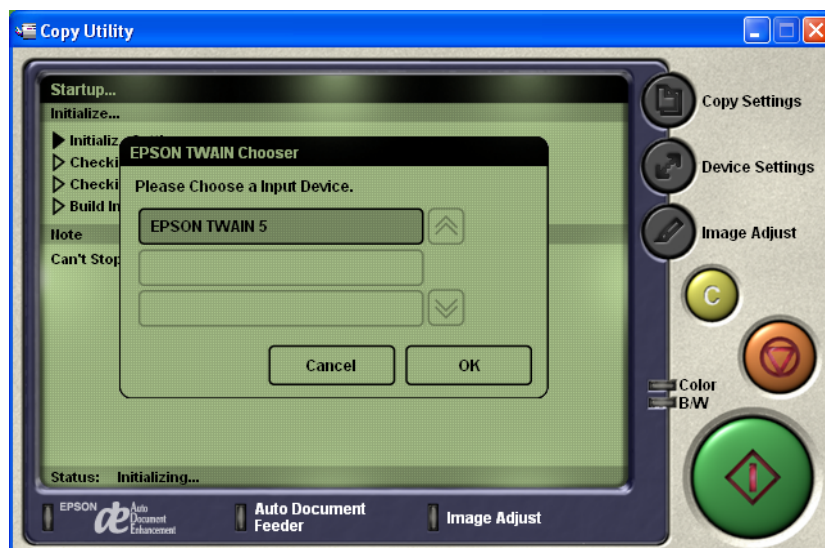 Copy Utility
Startup...
Initialize...
Initializ
Checki
Checki
Build In
Note
Can't Stop
EPSON TWAIN Chooser
Please Choose a Input Device.
EPSON TWAIN 5
Cancel
OK
Status: Initializing...
Copy Settings
Device Settings
Image Adjust
C
Color
B/W
EPSON
Auto
Document
Enhancement
Auto Document
Feeder
Image Adjust